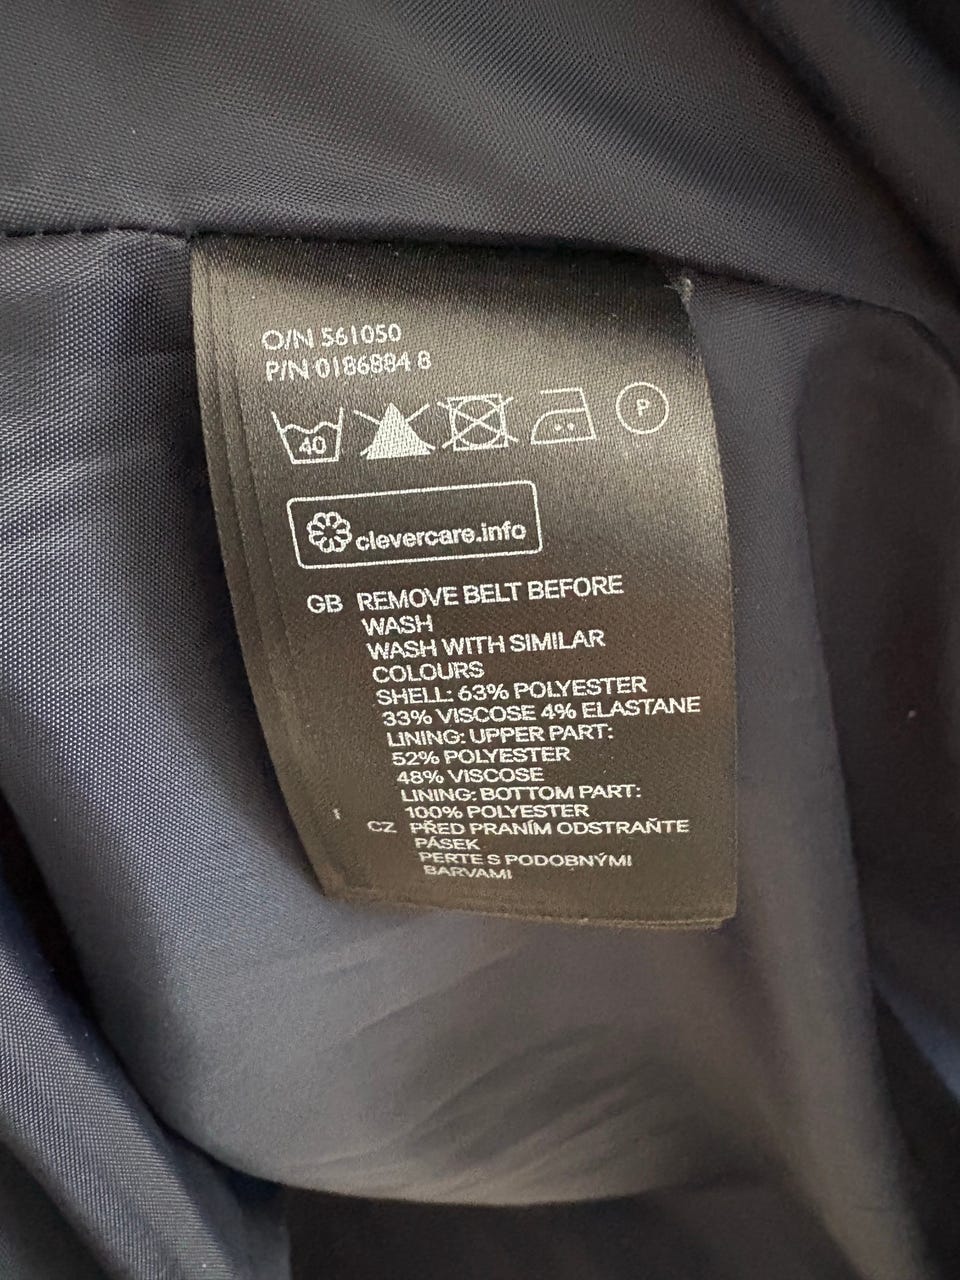 O/N 561050
P/N 0186884 8
40
P
clevercare.info
GB REMOVE BELT BEFORE
WASH
WASH WITH SIMILAR
COLOURS
SHELL: 63% POLYESTER
33% VISCOSE 4% ELASTANE
LINING: UPPER PART:
52% POLYESTER
48% VISCOSE
LINING: BOTTOM PART:
100% POLYESTER
CZ PŘED PRANÍM ODSTRAŇTE
PÁSEK
PERTE S PODOBNÝMI
BARVAMI